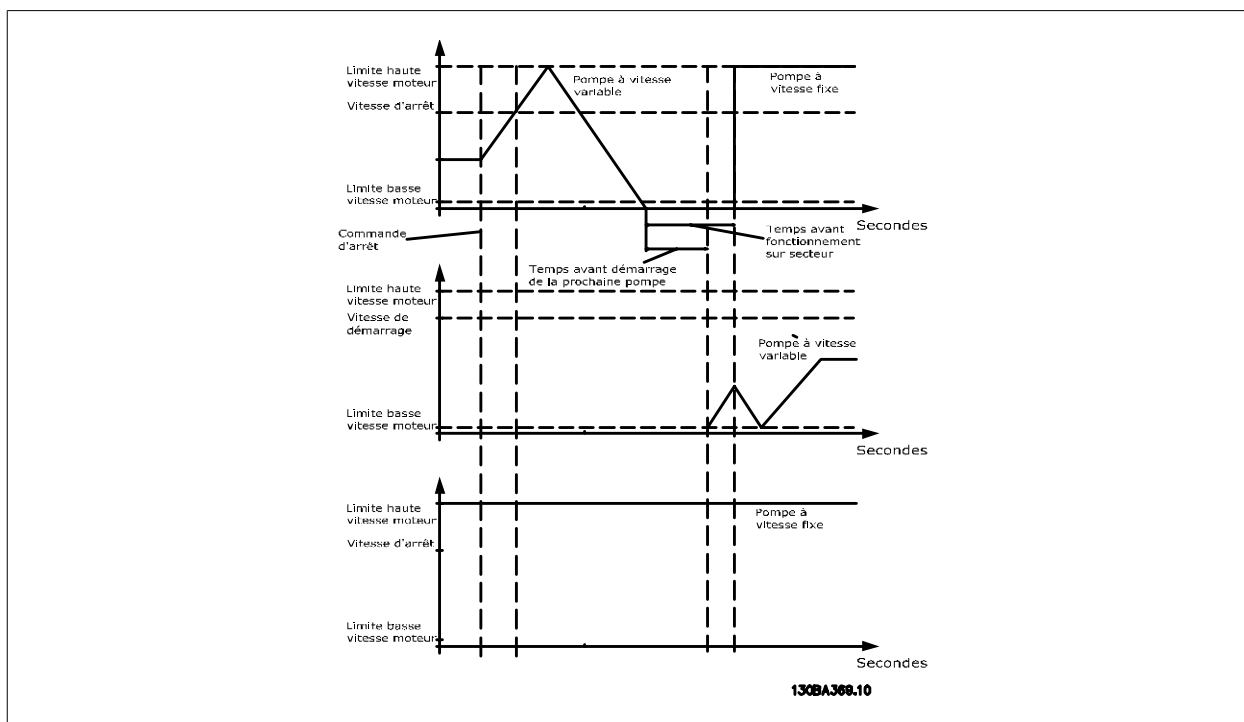 Limite haute
vitesse moteur
Pompe à vitesse
variable
Pompe à
vitesse fixe
Vitesse d'arrêt
Limite basse
vitesse moteur
Secondes
Commande
d'arrêt
Temps avant
fonctionnement
sur secteur
Temps avant démarrage
de la prochaine pompe
Limite haute
vitesse moteur
Vitesse de
démarrage
Pompe à vitesse
variable
Limite basse
vitesse moteur
Secondes
Limite haute
vitesse moteur
Pompe à
vitesse fixe
Vitesse d'arrêt
Limite basse
vitesse moteur
Secondes
130BA369.10